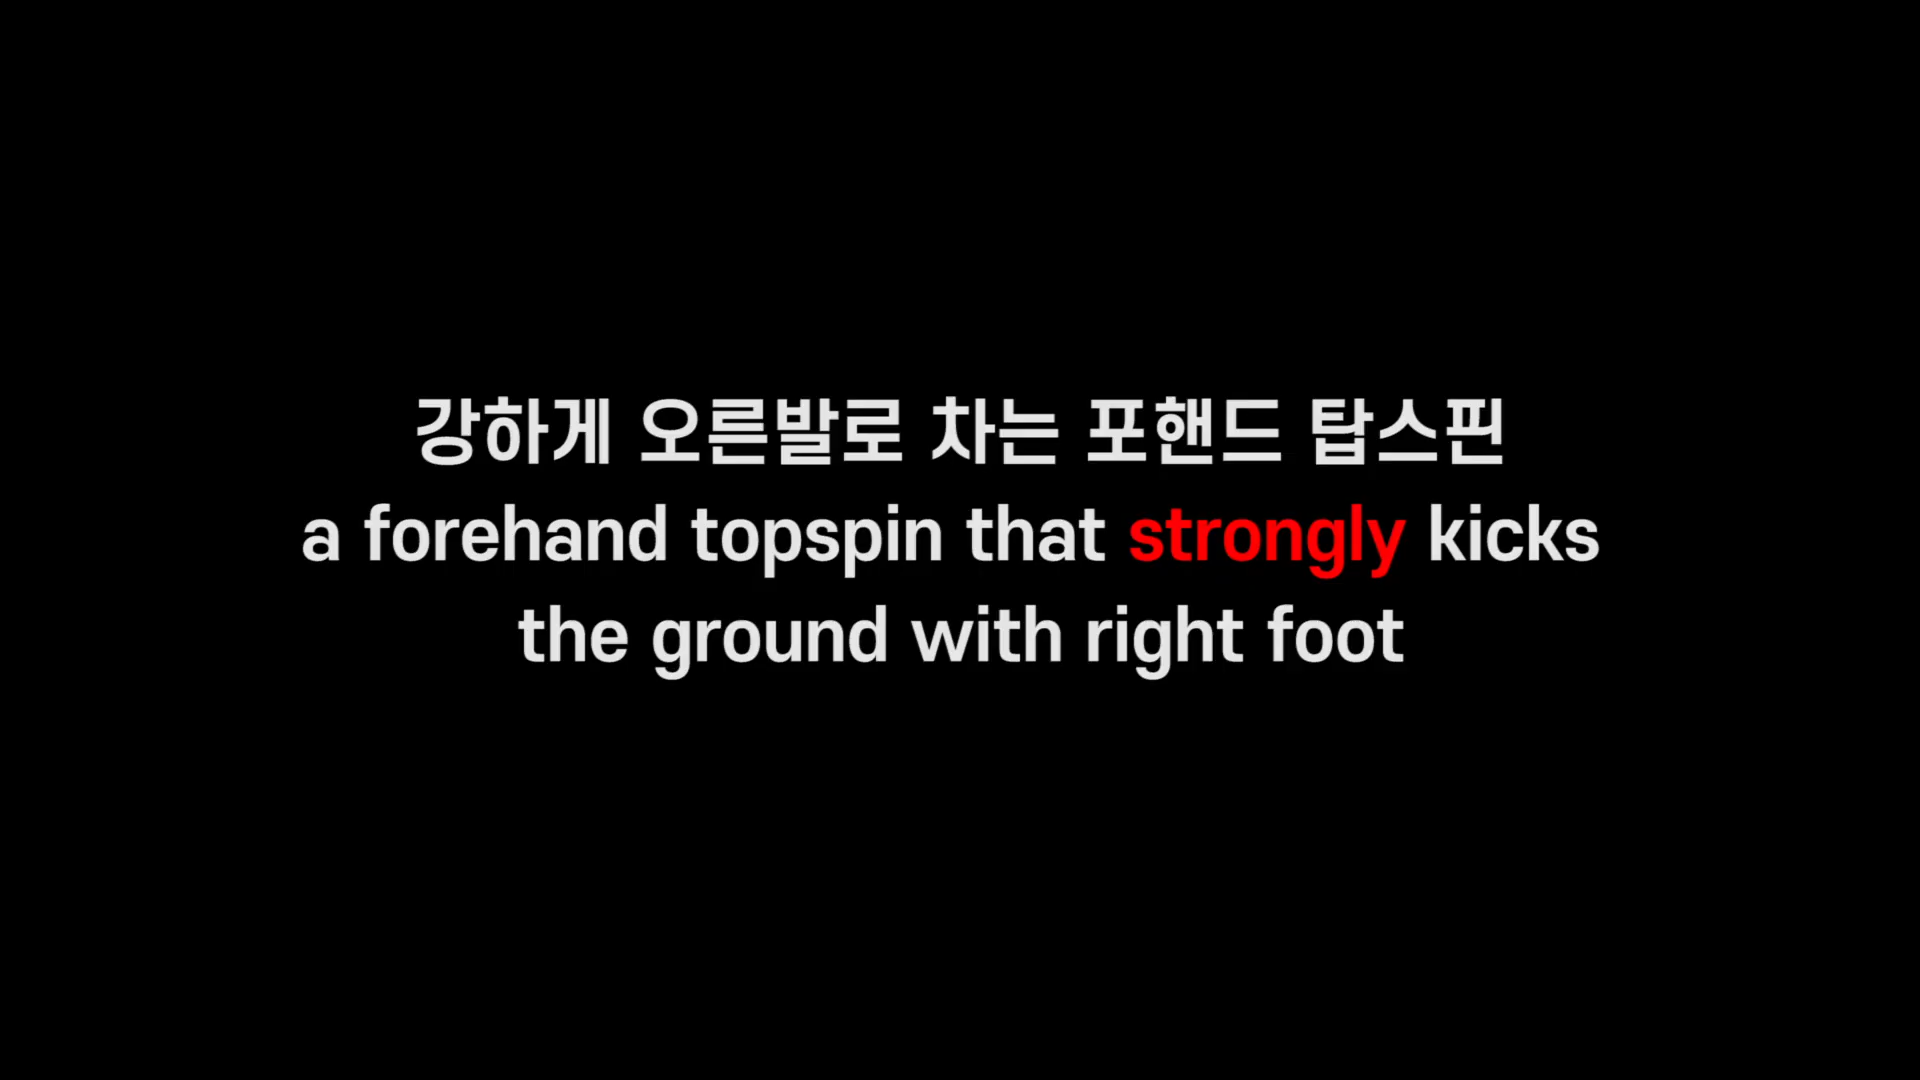 강하게 오른발로 차는 포핸드 탑스핀
a forehand topspin that strongly kicks
the ground with right foot